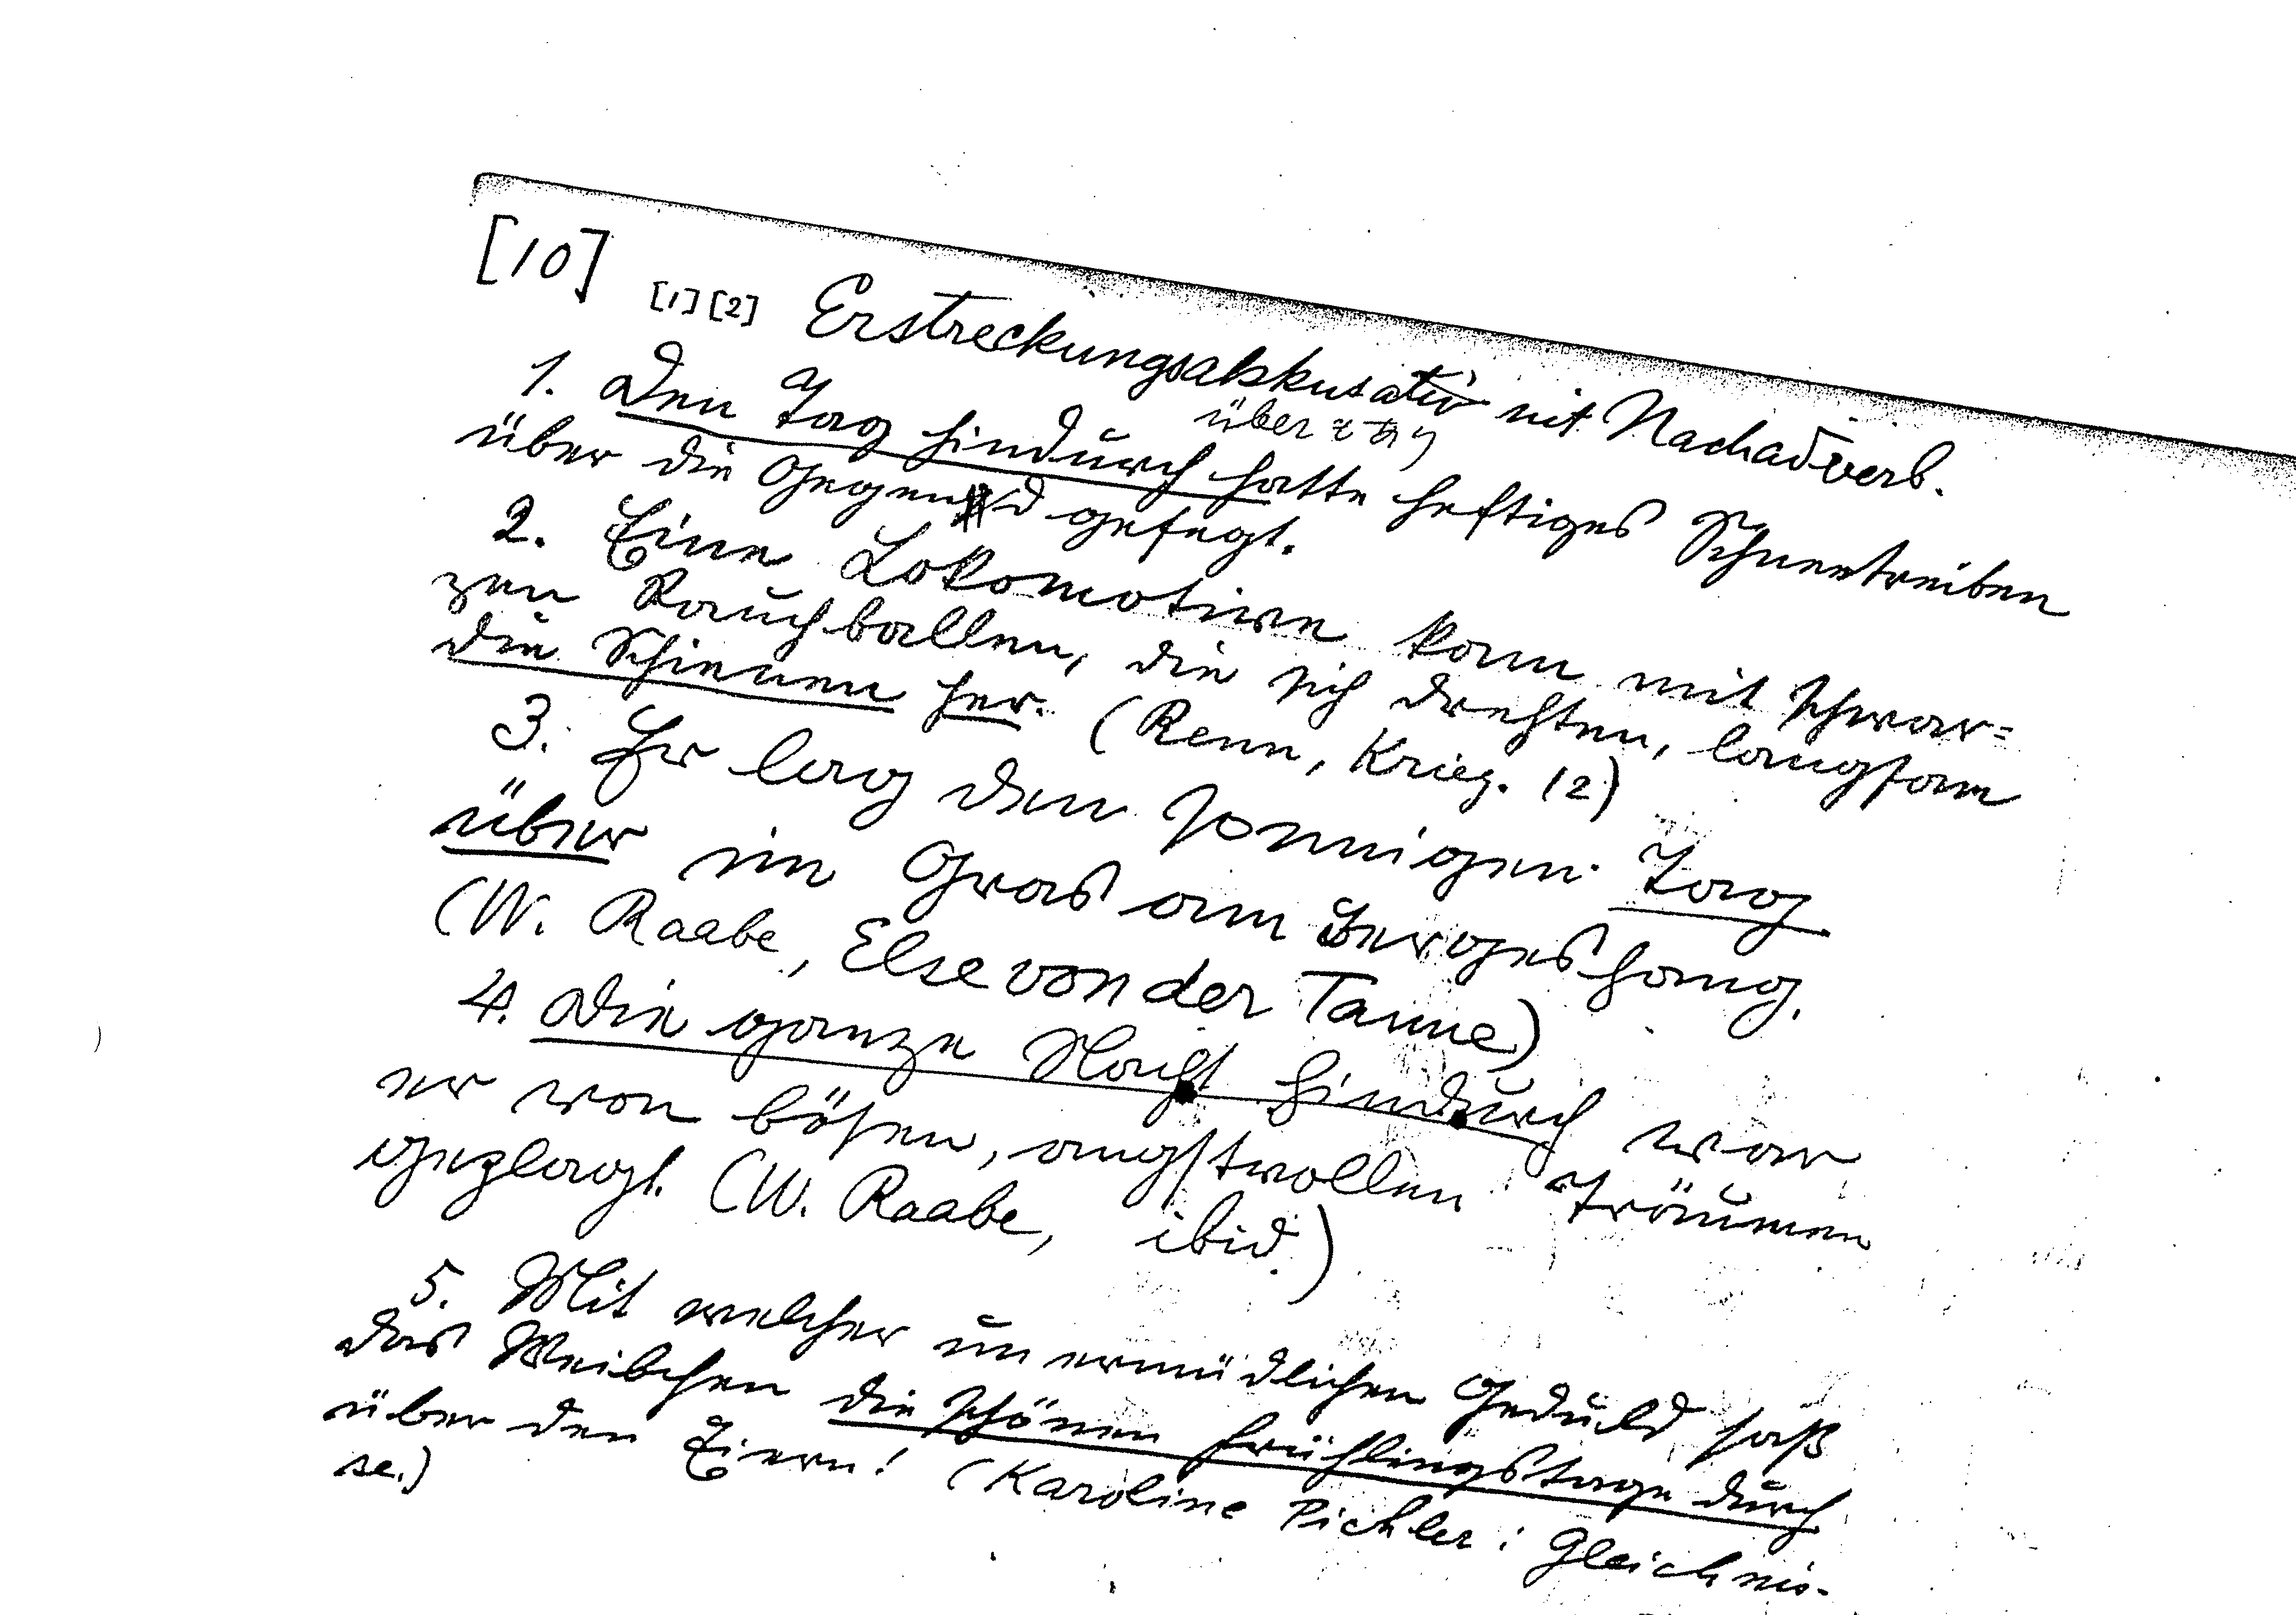 [10] [1][2] Erstreckungsakkusativ mit Nachadverb.
1. Den Tag hindurch hatte heftiges Schneetreiben
über
über die Gegend gefegt.
2. Eine Lokomotive kam mit schwar=
zen Rauchballen, die sich drehten, langsam
die Schienen her. (Renn, Krieg. 12)
3. Er lag den sonnigen Tag
über im Gras am Bergeshang.
(W. Raabe, Else von der Tanne)
4. Die ganze Nacht hindurch war
er von bösen, angstvollen Träumen
geplagt. (W. Raabe, ibid.)
5. Mit welcher unermüdlichen Geduld saß
das Weibchen die schönen Frühlingstage durch
über den Eiern! (Karoline Pichler: Gleichnis-
se.)